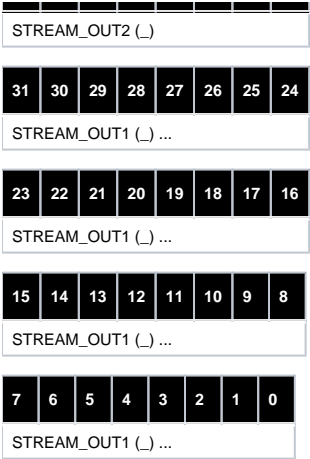 STREAM_OUT2 (_)
31 30 29 28 27 26 25 24
STREAM_OUT1 (_) ...
23 22 21 20 19 18 17 16
STREAM_OUT1 (_) ...
15 14 13 12 11 10 9 8
STREAM_OUT1 (_) ...
7 6 5 4 3 2 1 0
STREAM_OUT1 (_) ...